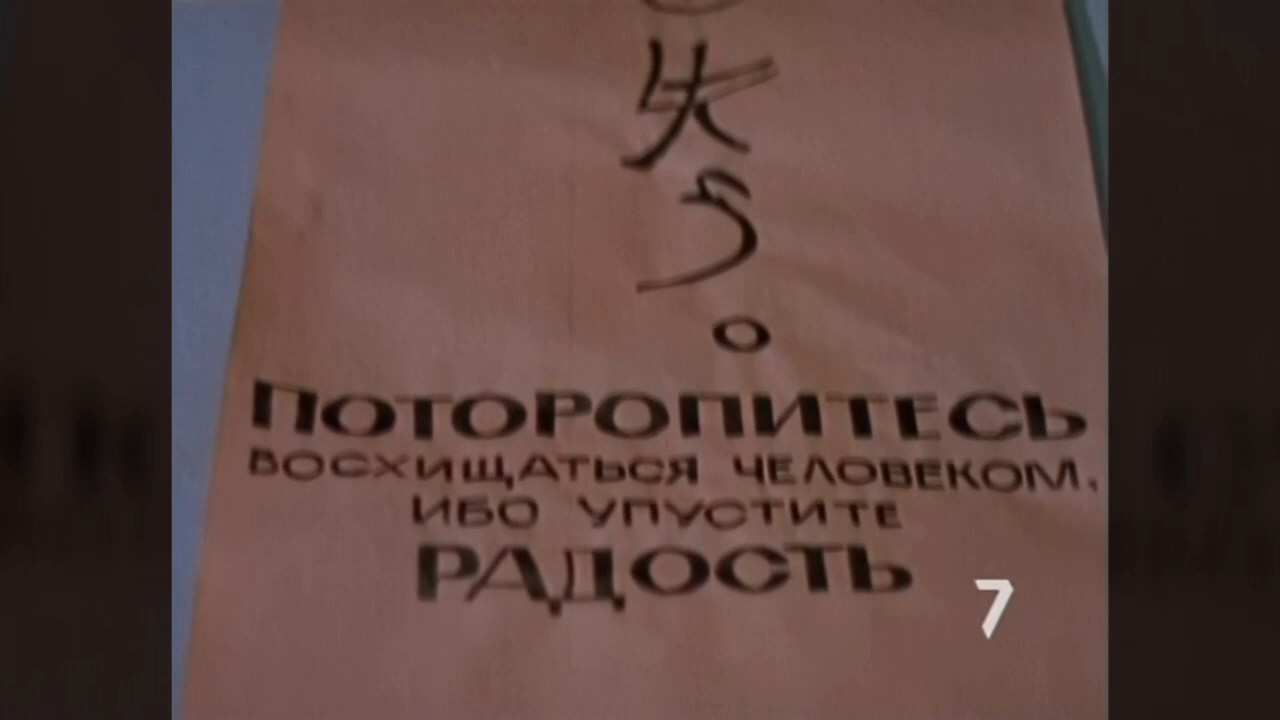 失
う
。
ПОТОРОПИТЕСЬ
ВОСХИЩАТЬСЯ ЧЕЛОВЕКОМ,
ИБО УПУСТИТЕ
РАДОСТЬ
7